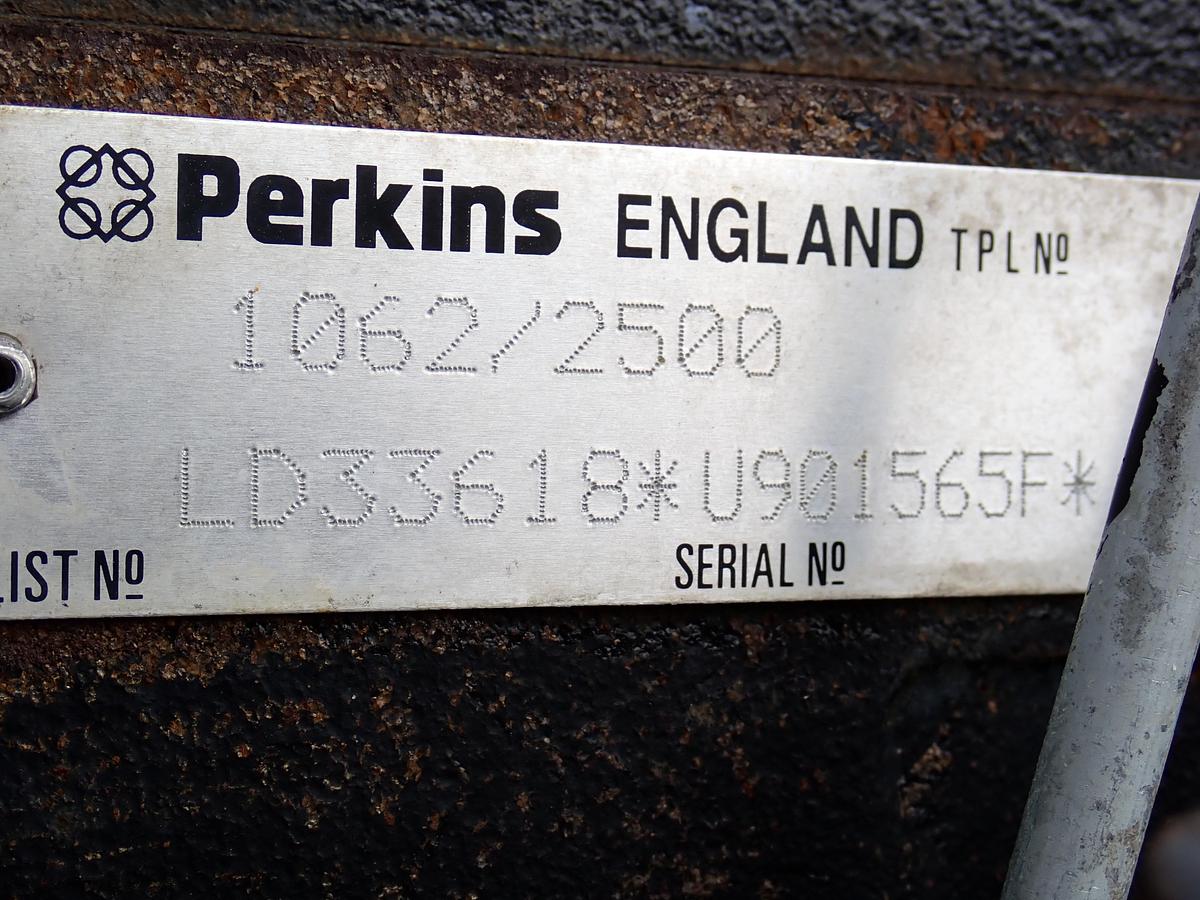 Perkins ENGLAND TPL Nº
1062/2500
LD33618*U901565F*
LIST Nº SERIAL Nº